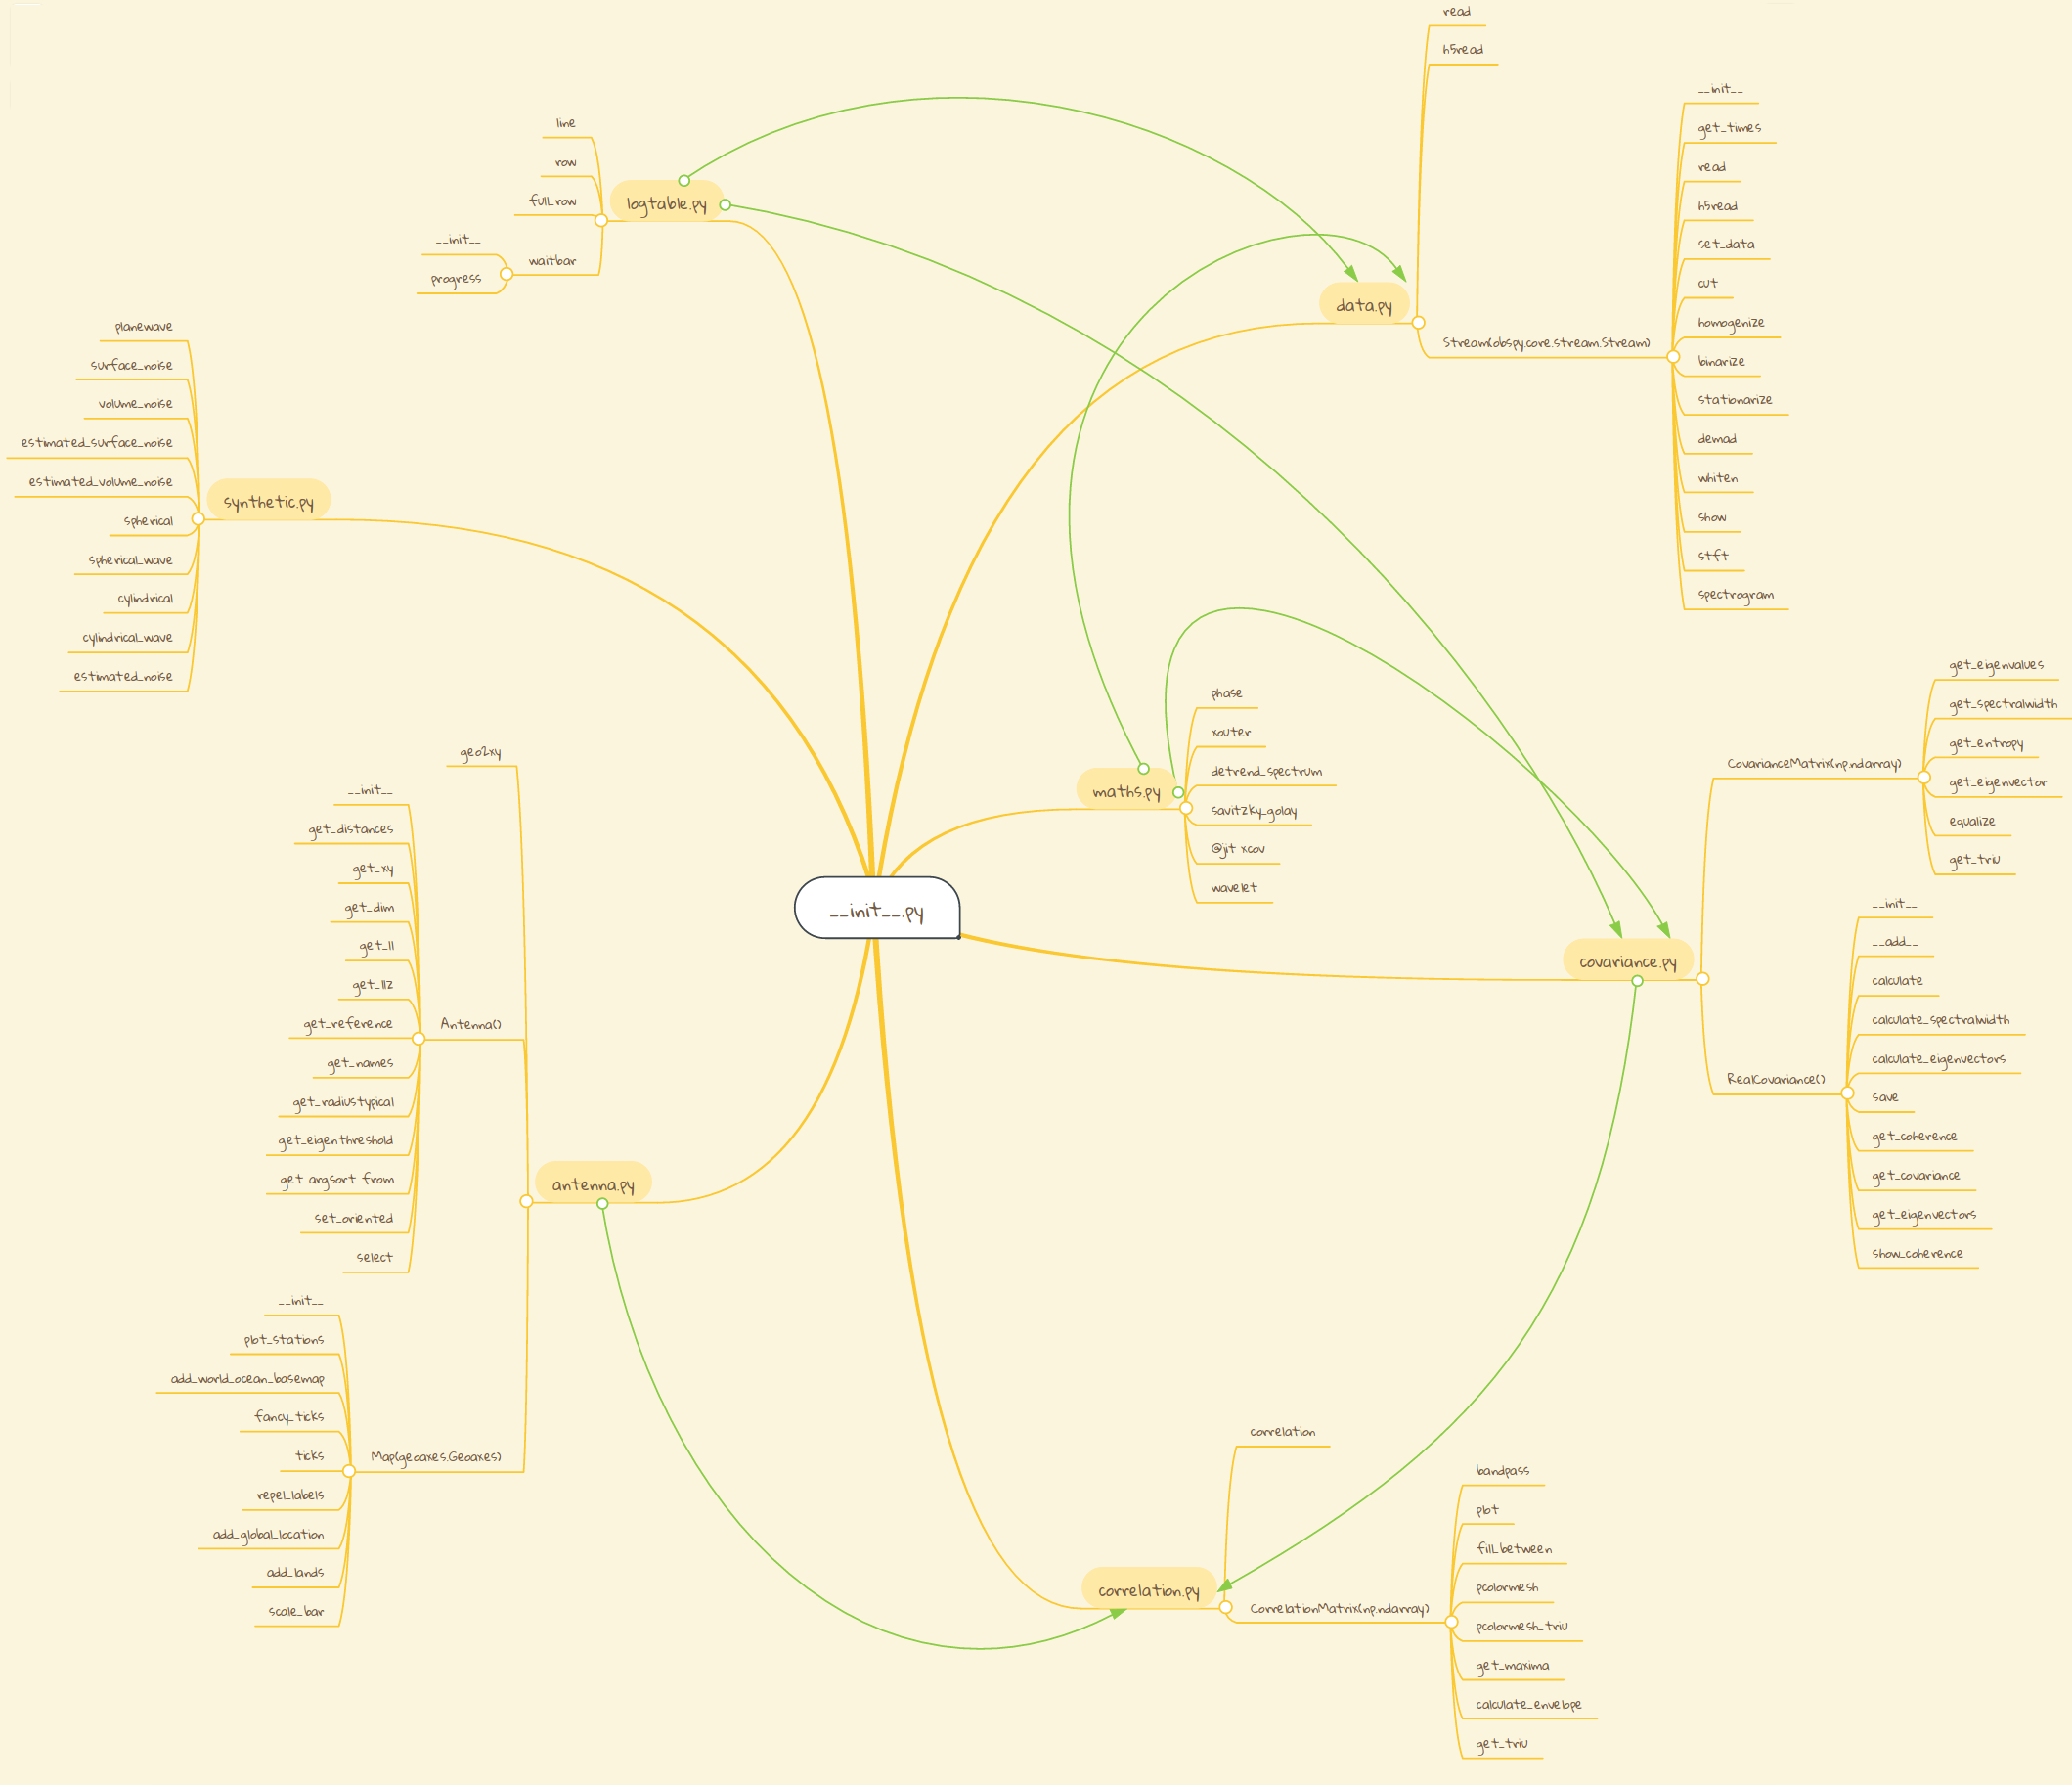 __init__.py
logtable.py
line
row
full_row
waitbar
__init__
progress
synthetic.py
planewave
surface_noise
volume_noise
estimated_surface_noise
estimated_volume_noise
spherical
spherical_wave
cylindrical
cylindrical_wave
estimated_noise
antenna.py
geo2xy
Antenna()
__init__
get_distances
get_xy
get_dim
get_ll
get_llz
get_reference
get_names
get_radiustypical
get_eigenthreshold
get_argsort_from
set_oriented
select
Map(geoaxes.Geoaxes)
__init__
plot_stations
add_world_ocean_basemap
fancy_ticks
ticks
repel_labels
add_global_location
add_lands
scale_bar
data.py
read
h5read
Stream(obspy.core.stream.Stream)
__init__
get_times
read
h5read
set_data
cut
homogenize
binarize
stationarize
demad
whiten
show
stft
spectrogram
maths.py
phase
xouter
detrend_spectrum
savitzky_golay
@jit xcov
wavelet
covariance.py
CovarianceMatrix(np.ndarray)
get_eigenvalues
get_spectralwidth
get_entropy
get_eigenvector
equalize
get_triu
RealCovariance()
__init__
__add__
calculate
calculate_spectralwidth
calculate_eigenvectors
save
get_coherence
get_covariance
get_eigenvectors
show_coherence
correlation.py
correlation
CorrelationMatrix(np.ndarray)
bandpass
plot
fill_between
pcolormesh
pcolormesh_triu
get_maxima
calculate_envelope
get_triu